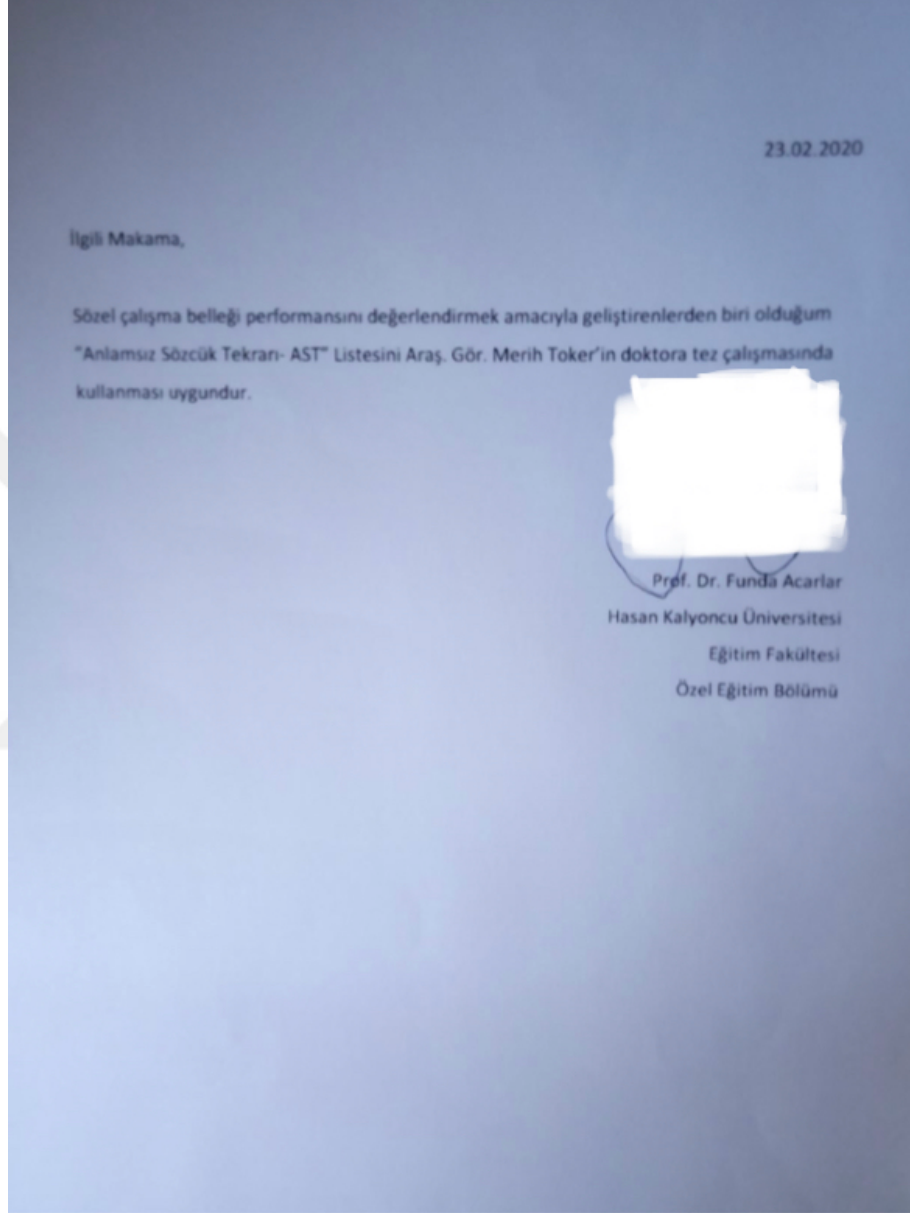 23.02.2020
İlgili Makama,
Sözel çalışma belleği performansını değerlendirmek amacıyla geliştirenlerden biri olduğum
"Anlamsız Sözcük Tekrarı- AST" Listesini Araş. Gör. Merih Toker'in doktora tez çalışmasında
kullanması uygundur.
Prof. Dr. Funda Acarlar
Hasan Kalyoncu Üniversitesi
Eğitim Fakültesi
Özel Eğitim Bölümü